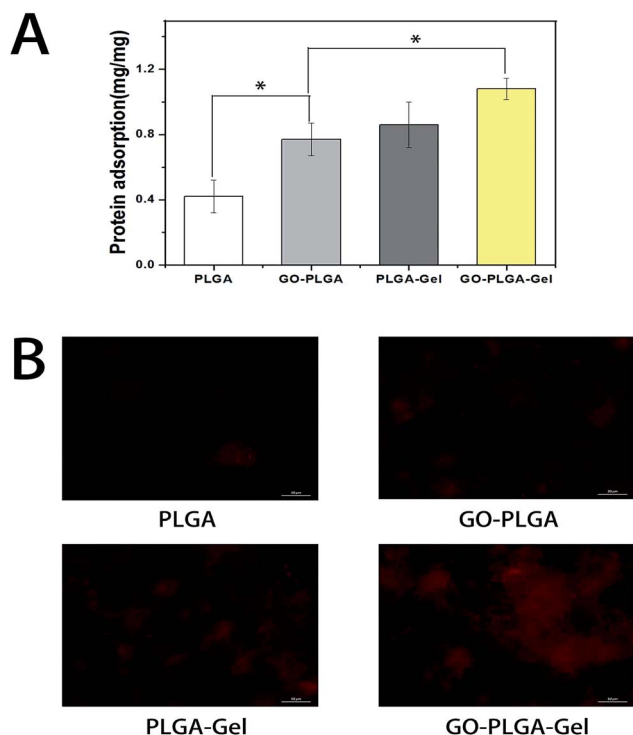 A
Protein adsorption(mg/mg)
1.2
0.8
0.4
0.0
*
*
PLGA GO-PLGA PLGA-Gel GO-PLGA-Gel
B
PLGA GO-PLGA
PLGA-Gel GO-PLGA-Gel